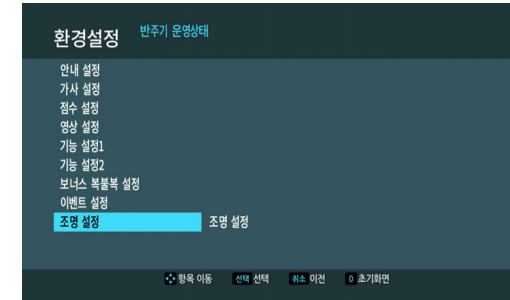 환경설정 반주기 운영상태
안내 설정
가사 설정
점수 설정
영상 설정
기능 설정1
기능 설정2
보너스 복불복 설정
이벤트 설정
조명 설정 조명 설정
항목 이동 선택 선택 취소 이전 0 초기화면